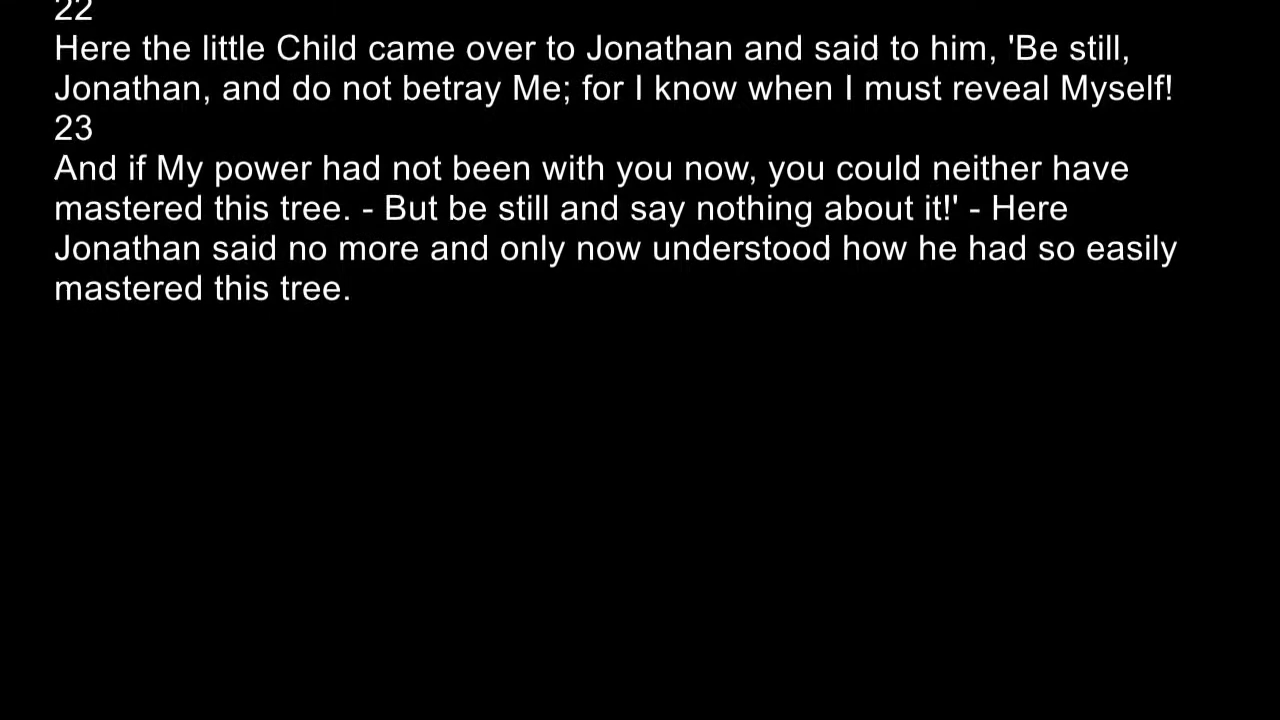 22
Here the little Child came over to Jonathan and said to him, 'Be still,
Jonathan, and do not betray Me; for I know when I must reveal Myself!
23
And if My power had not been with you now, you could neither have
mastered this tree. - But be still and say nothing about it!' - Here
Jonathan said no more and only now understood how he had so easily
mastered this tree.